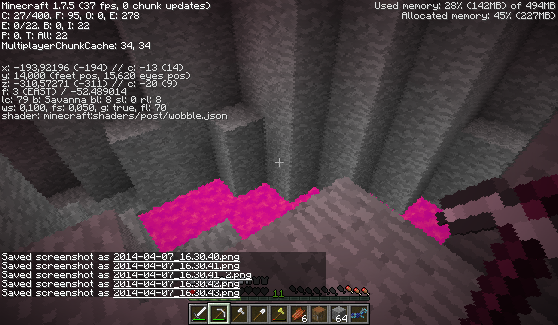 Minecraft 1.7.5 (37 fps, 0 chunk updates)
C: 27/400. F: 95, O: 0, E: 278
E: 0/22. B: 0, I: 22
P: 0. T: All: 22
MultiplayerChunkCache: 34, 34
x: -193,92196 (-194) // c: -13 (14)
y: 14,000 (feet pos, 15,620 eyes pos)
z: -310,57271 (-311) // c: -20 (9)
f: 3 (EAST) / -52.489014
lc: 79 b: Savanna bl: 8 sl: 0 rl: 8
ws: 0,100, fs: 0,050, g: true, fl: 70
shader: minecraft:shaders/post/wobble.json
Used memory: 28% (142MB) of 494MB
Allocated memory: 45% (227MB)
Saved screenshot as 2014-04-07_16.30.40.png
Saved screenshot as 2014-04-07_16.30.41.png
Saved screenshot as 2014-04-07_16.30.41_2.png
Saved screenshot as 2014-04-07_16.30.42.png
Saved screenshot as 2014-04-07_16.30.43.png
11
6
64